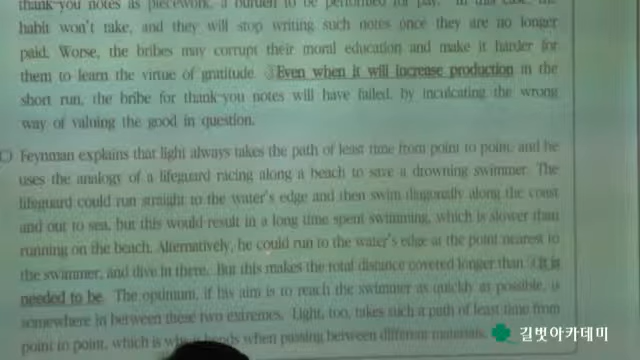 thank-you notes as piecework, a burden to be performed for pay. In this case, the
habit won't take, and they will stop writing such notes once they are no longer
paid. Worse, the bribes may corrupt their moral education and make it harder for
them to learn the virtue of gratitude. Even when it will increase production in the
short run, the bribe for thank-you notes will have failed, by inculcating the wrong
way of valuing the good in question.
Feynman explains that light always takes the path of least time from point to point, and he
uses the analogy of a lifeguard racing along a beach to save a drowning swimmer. The
lifeguard could run straight to the water's edge and then swim diagonally along the coast
and out to sea, but this would result in a long time spent swimming, which is slower than
running on the beach. Alternatively, he could run to the water's edge at the point nearest to
the swimmer, and dive in there. But this makes the total distance covered longer than it is
needed to be. The optimum, if his aim is to reach the swimmer as quickly as possible, is
somewhere in between these two extremes. Light, too, takes such a path of least time from
point to point, which is why bends when passing between different materials.
길벗아카데미